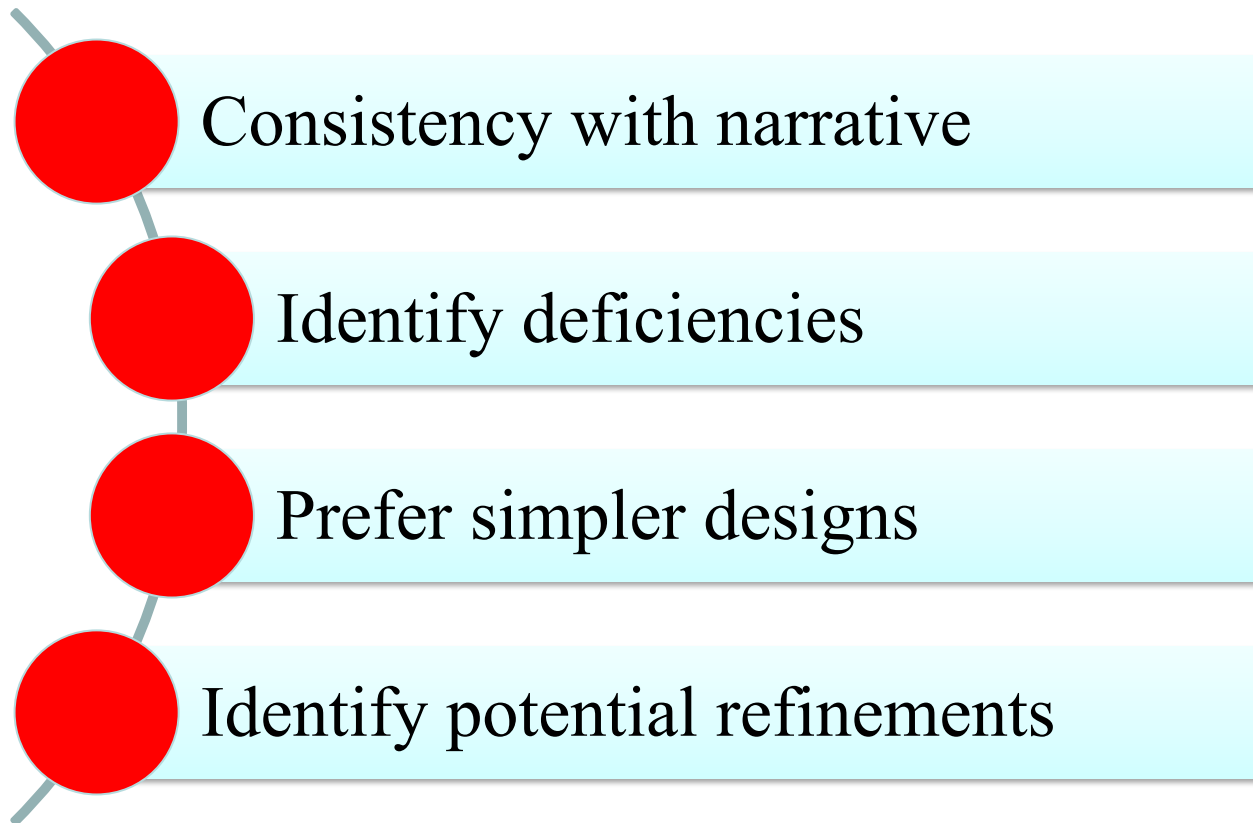 Consistency with narrative
Identify deficiencies
Prefer simpler designs
Identify potential refinements